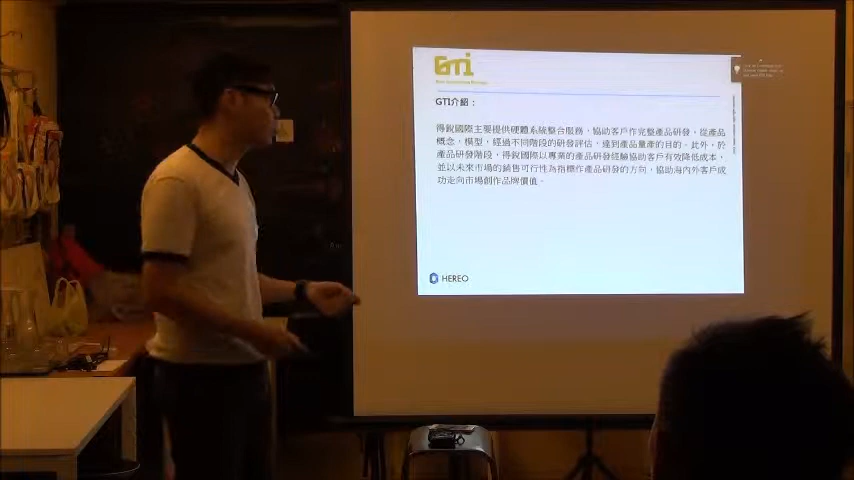 GTi
GTI介紹：
得銳國際主要提供硬體系統整合服務，協助客戶作完整產品研發，從產品
概念，模型，經過不同階段的研發評估，達到產品量產的目的。此外，於
產品研發階段，得銳國際以專業的產品研發經驗協助客戶有效降低成本，
並以未來市場的銷售可行性為指標作產品研發的方向，協助海內外客戶成
功走向市場創作品牌價值。
HEREO